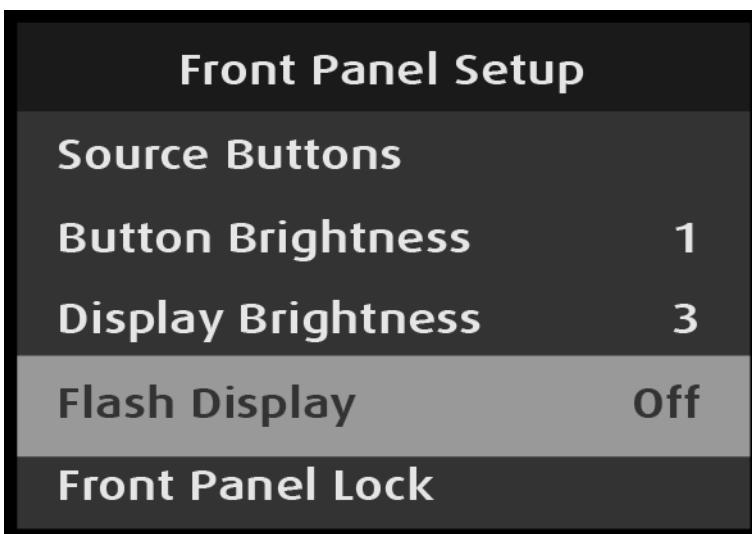 Front Panel Setup
Source Buttons
Button Brightness 1
Display Brightness 3
Flash Display Off
Front Panel Lock